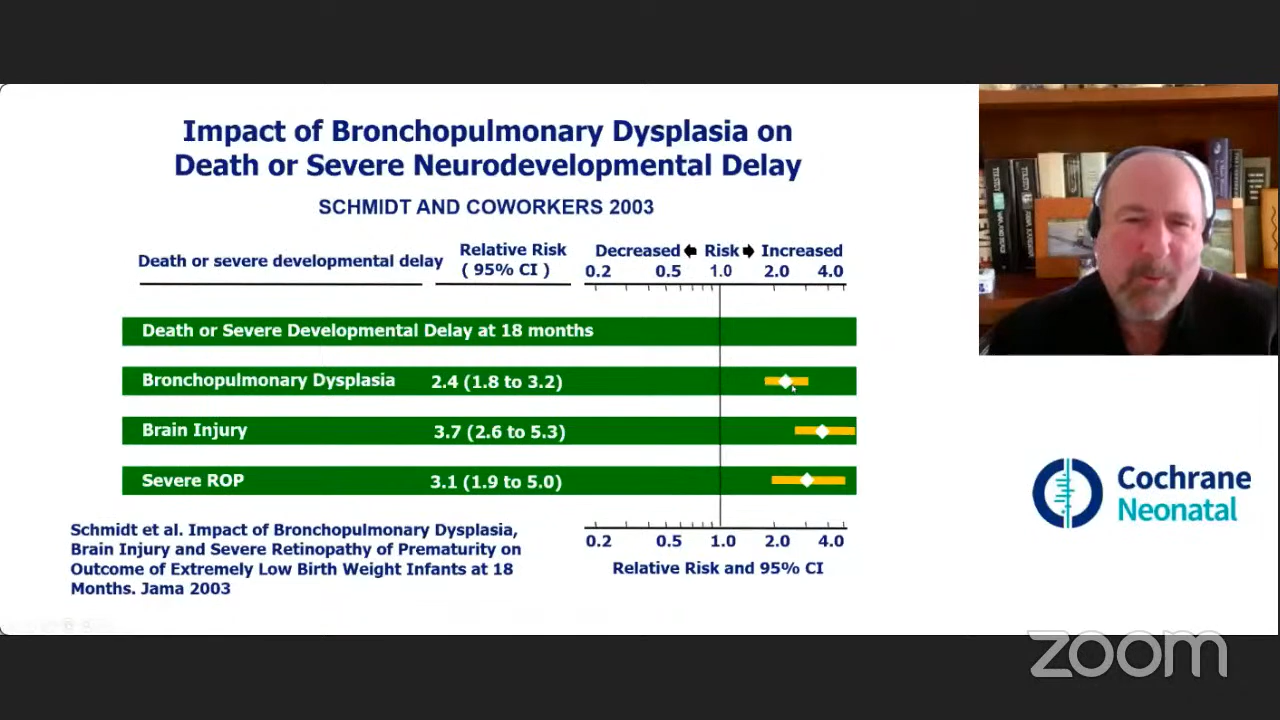 Impact of Bronchopulmonary Dysplasia on
Death or Severe Neurodevelopmental Delay
SCHMIDT AND COWORKERS 2003
Death or severe developmental delay
Relative Risk
( 95% CI )
Decreased Risk Increased
0.2 0.5 1.0 2.0 4.0
Death or Severe Developmental Delay at 18 months
Bronchopulmonary Dysplasia 2.4 (1.8 to 3.2)
Brain Injury 3.7 (2.6 to 5.3)
Severe ROP 3.1 (1.9 to 5.0)
0.2 0.5 1.0 2.0 4.0
Relative Risk and 95% CI
Schmidt et al. Impact of Bronchopulmonary Dysplasia,
Brain Injury and Severe Retinopathy of Prematurity on
Outcome of Extremely Low Birth Weight Infants at 18
Months. Jama 2003
Cochrane
Neonatal
zoom